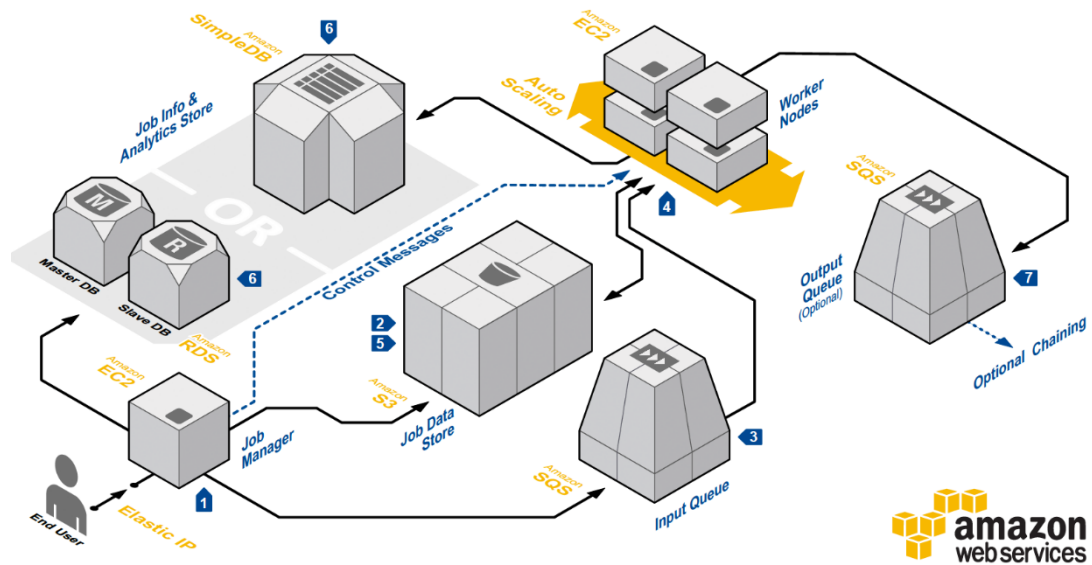 Amazon
SimpleDB
6
Job Info &
Analytics Store
OR
M
Master DB
R
Slave DB
6
Amazon
RDS
Amazon
EC2
Auto
Scaling
Worker
Nodes
4
Control Messages
Amazon
SQS
Output
Queue
(Optional)
7
Optional Chaining
2
5
Amazon
S3
Job Data
Store
Amazon
EC2
Job
Manager
1
End User
Elastic IP
Amazon
SQS
Input Queue
3
amazon
web services